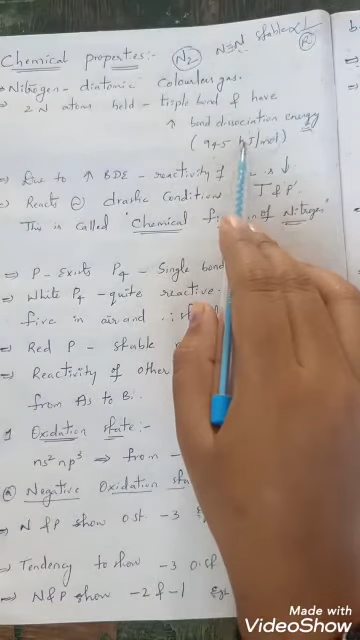 Chemical properties:- N2 N≡N stable ∝ 1/R
Nitrogen - diatomic colourless gas.
2 N atoms held - triple bond & have
↑ bond dissociation energy
(945 kJ/mol)
⇒ Due to ↑ BDE - reactivity ↓
⇒ Reacts @ drastic condition T & P.
This is called 'Chemical of Nitrogen'
⇒ P - Exists P4 - Single bond
⇒ White P4 - quite reactive.
fire in air and ∴
⇒ Red P - stable
⇒ Reactivity of other
from As to Bi.
Oxidation state:-
ns² np³ ⇒ from -
@ Negative Oxidation
⇒ N & P show O.st -3
⇒ Tendency to show -3
⇒ N & P show -2 & -1
Made with
VideoShow